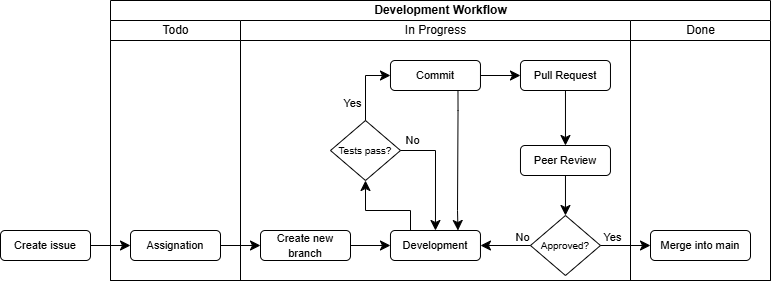 Development Workflow
Todo
In Progress
Done
Commit
Pull Request
Yes
Tests pass?
No
Peer Review
Create issue
Assignation
Create new
branch
Development
No
Approved?
Yes
Merge into main